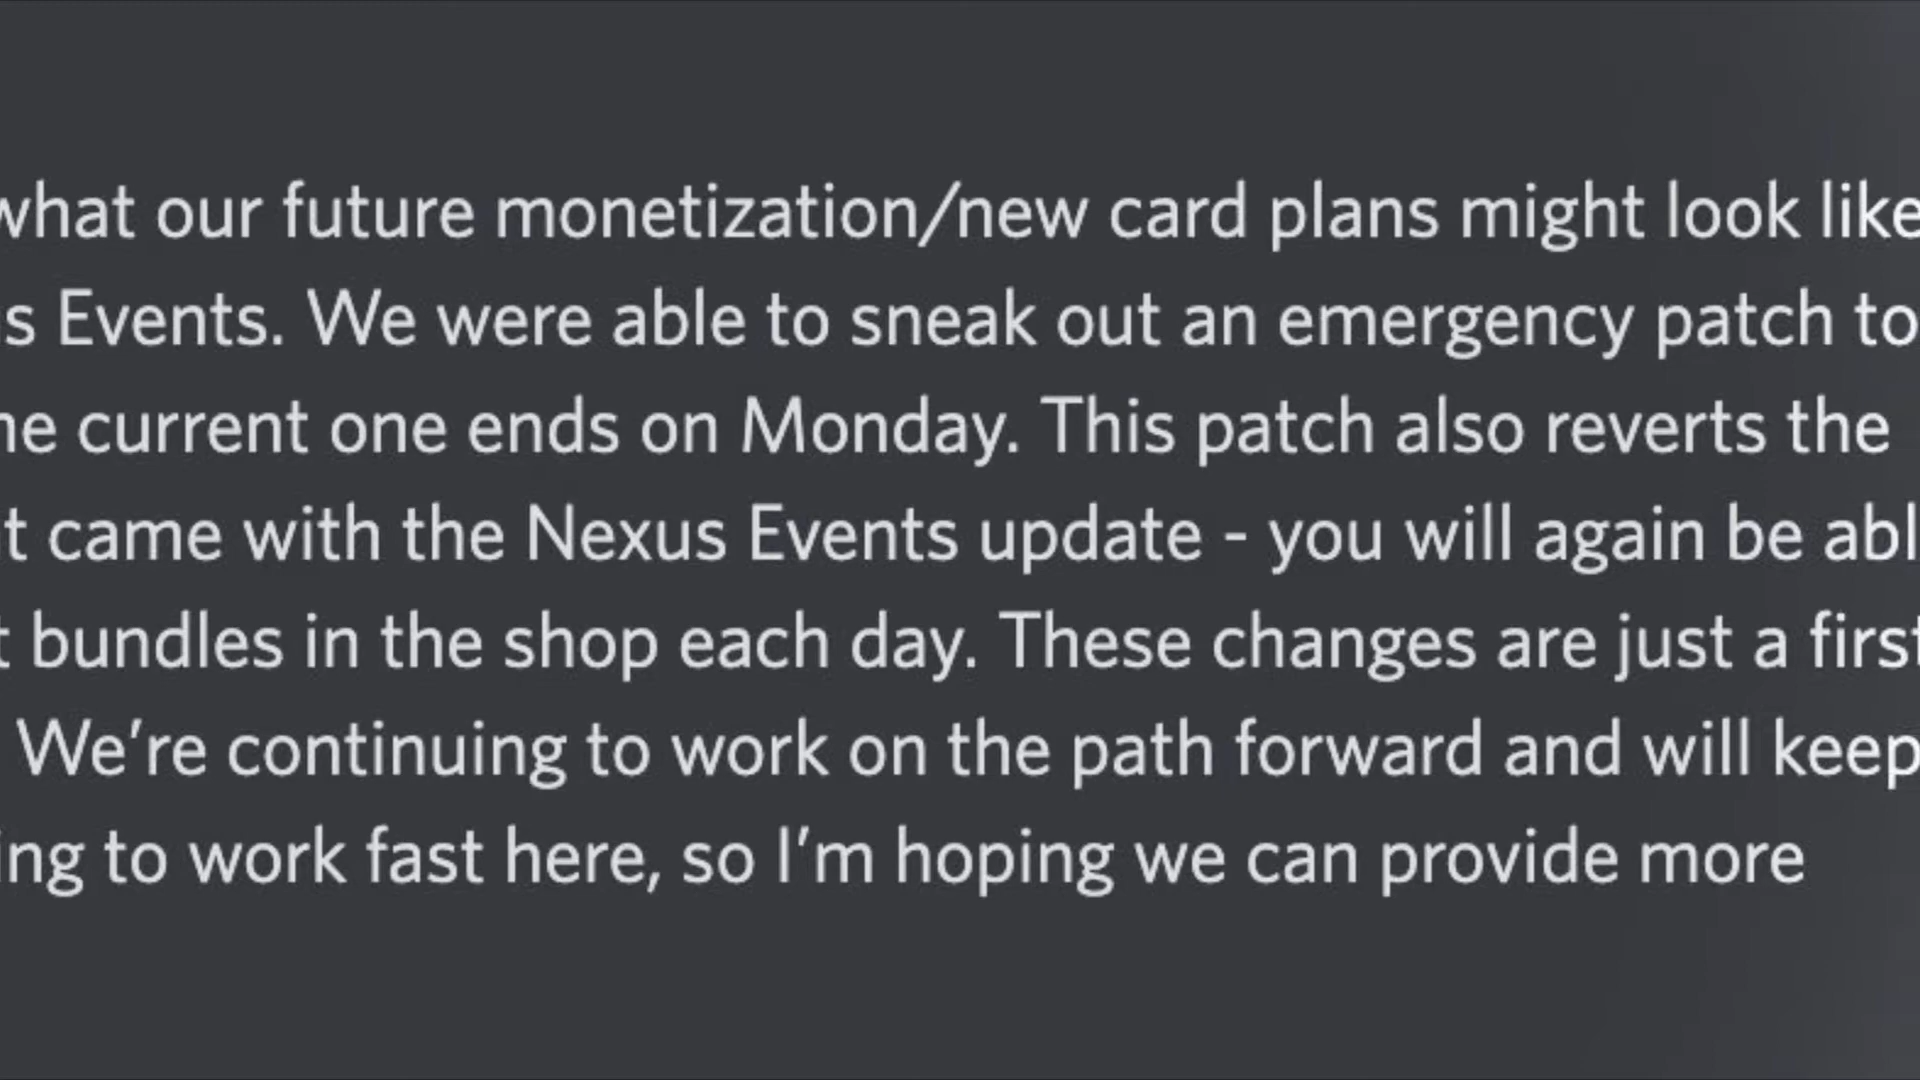 what our future monetization/new card plans might look like
s Events. We were able to sneak out an emergency patch to
he current one ends on Monday. This patch also reverts the
t came with the Nexus Events update - you will again be abl
t bundles in the shop each day. These changes are just a first
We’re continuing to work on the path forward and will keep
ing to work fast here, so I’m hoping we can provide more